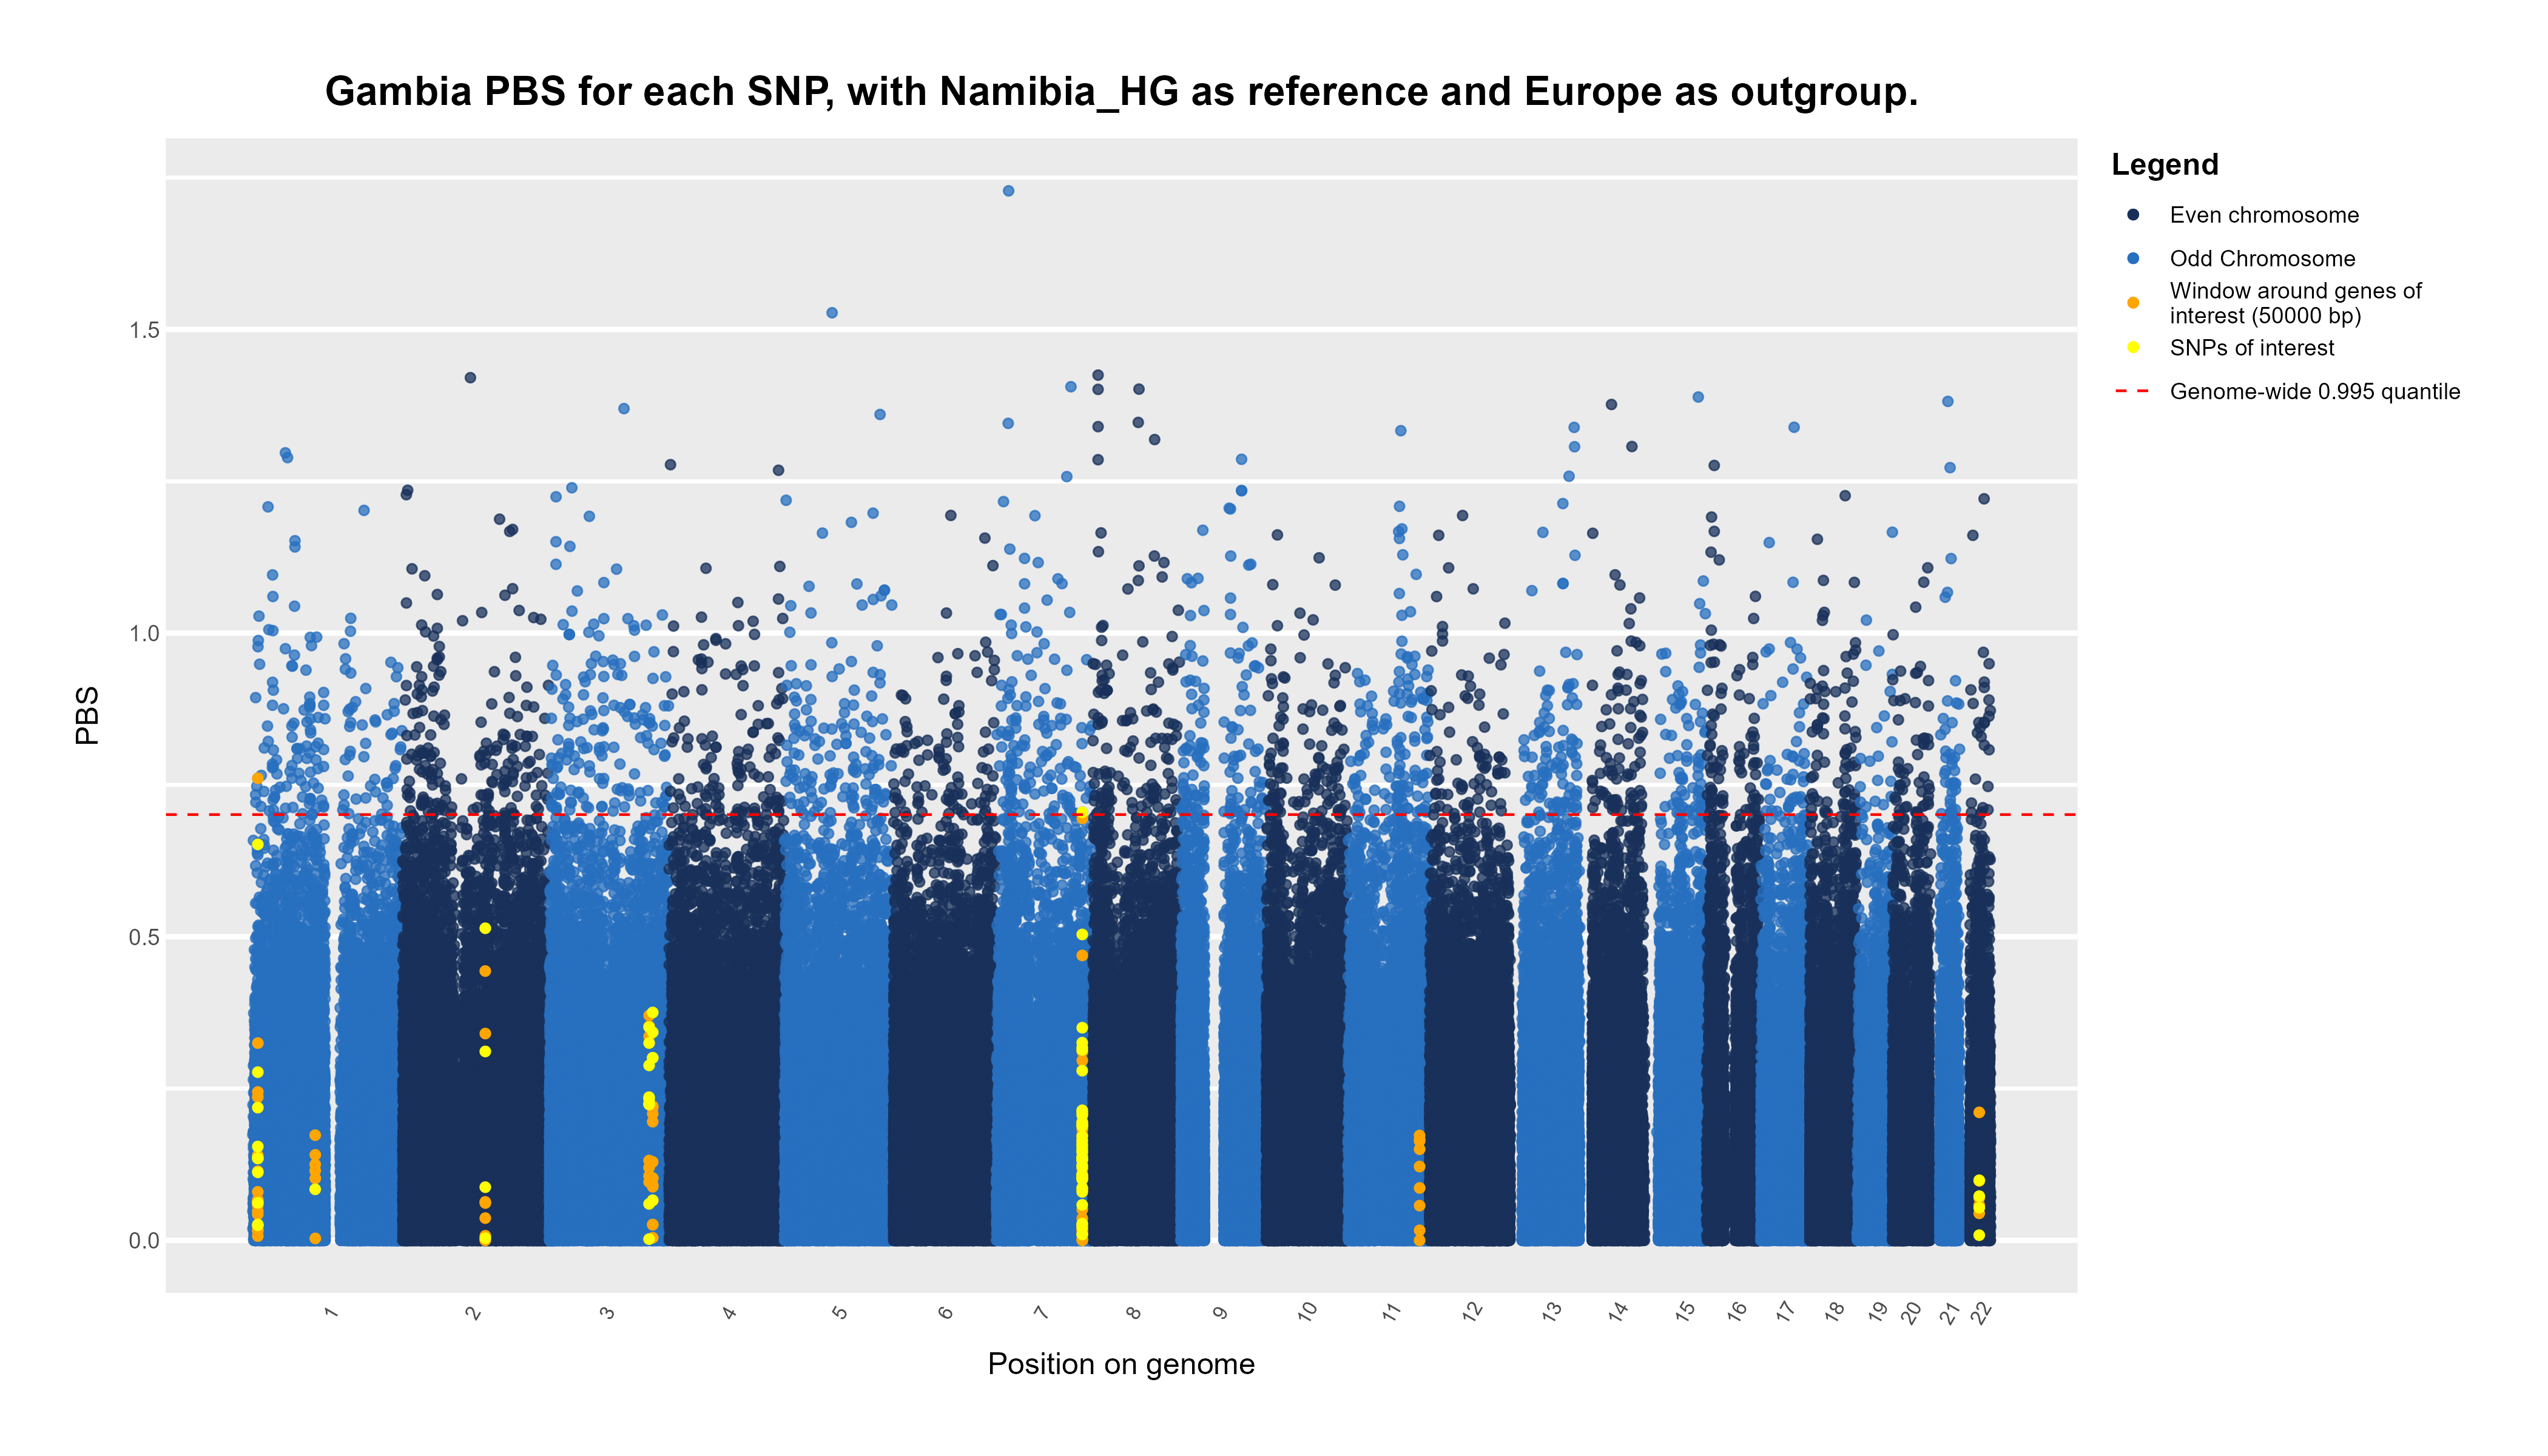 Gambia PBS for each SNP, with Namibia_HG as reference and Europe as outgroup.
Legend
Even chromosome
Odd Chromosome
Window around genes of
interest (50000 bp)
SNPs of interest
Genome-wide 0.995 quantile
PBS
1.5
1.0
0.5
0.0
1 2 3 4 5 6 7 8 9 10 11 12 13 14 15 16 17 18 19 20 21 22
Position on genome